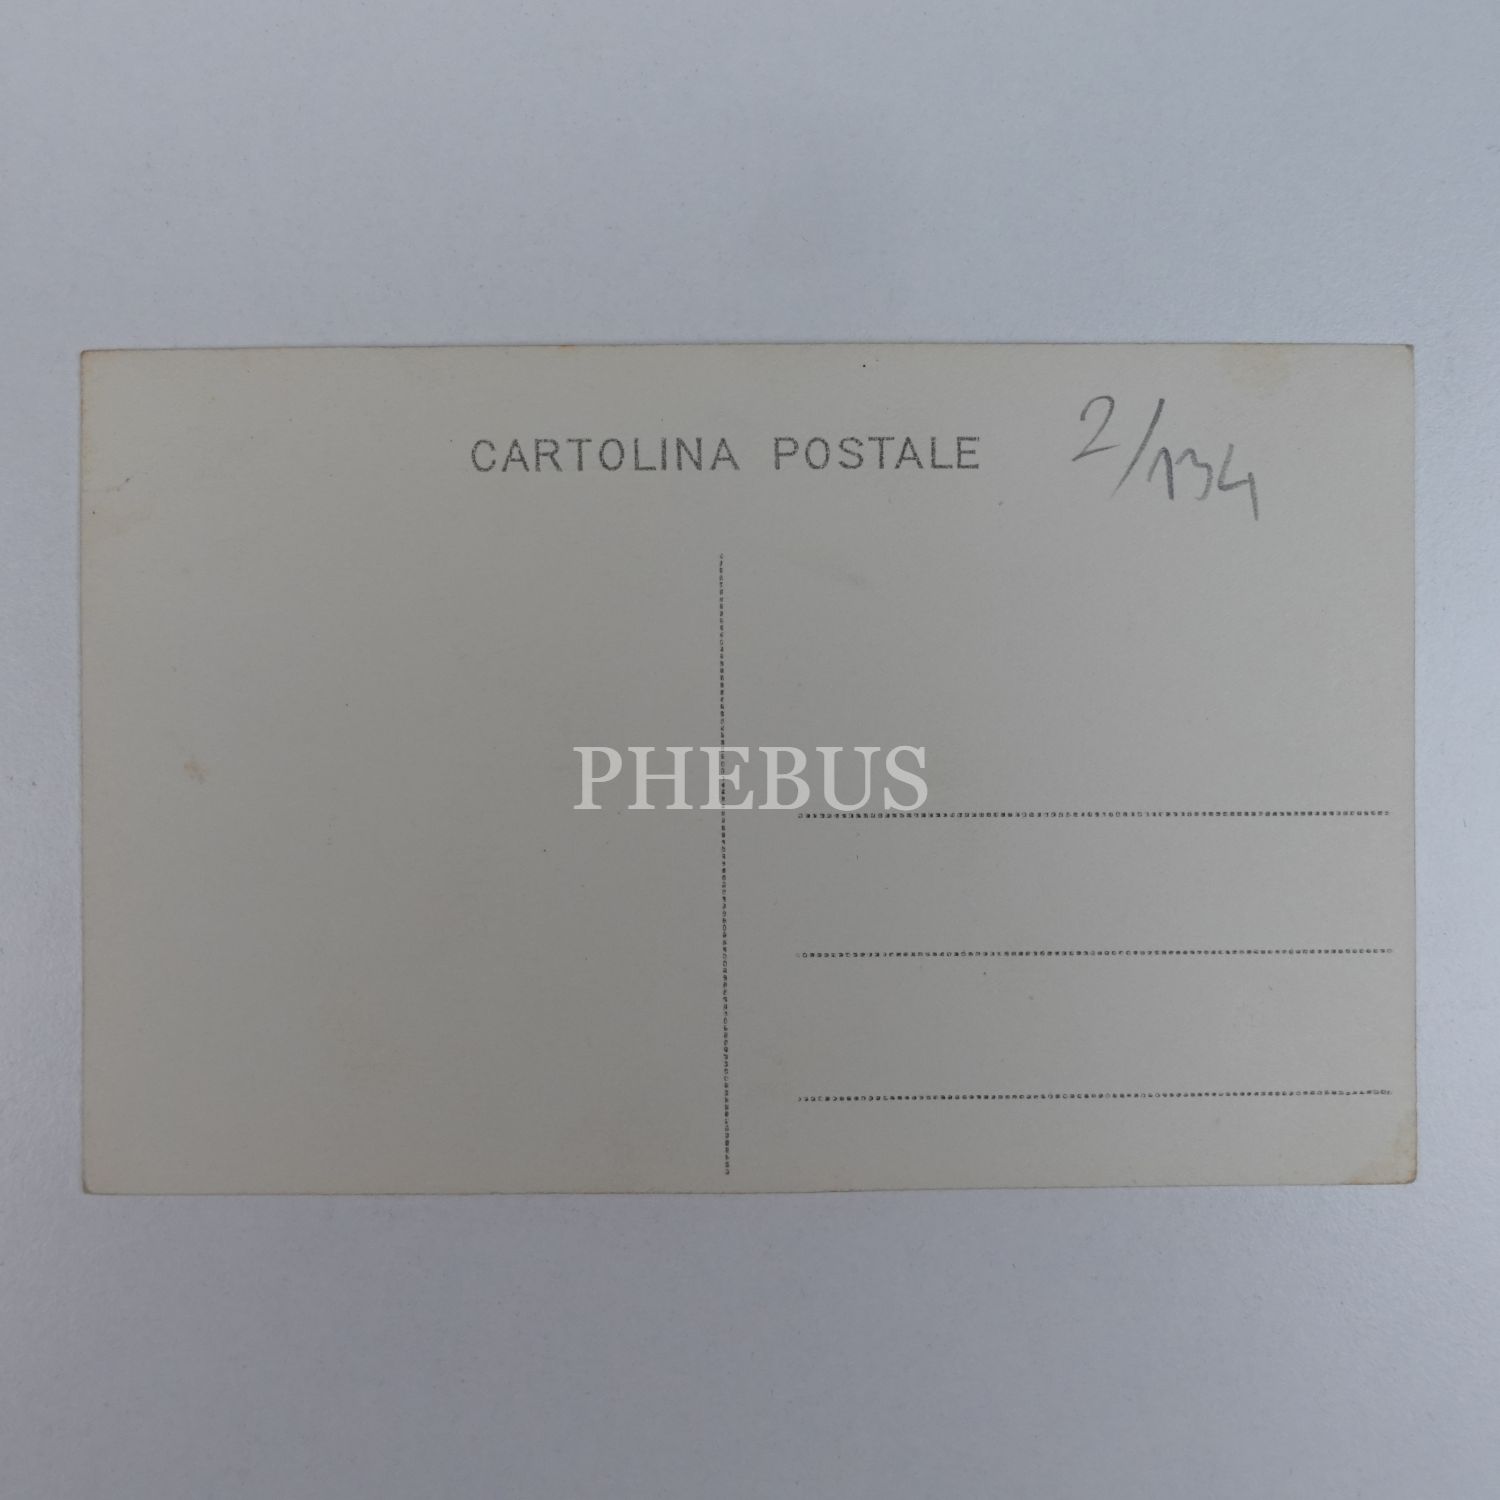 CARTOLINA POSTALE
2/134
PHEBUS